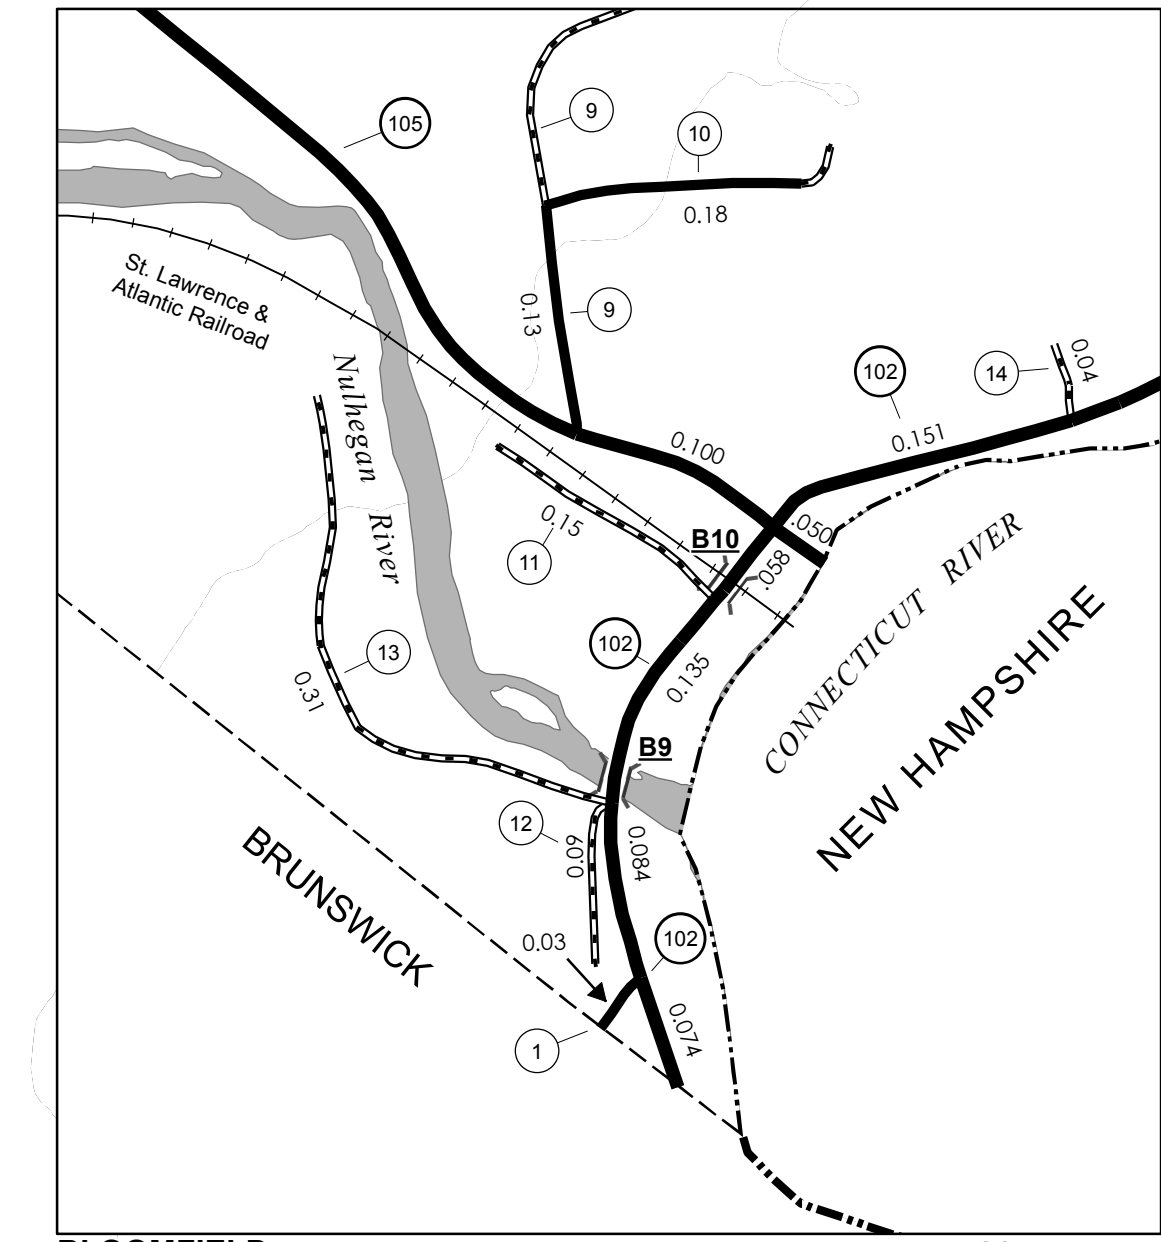 105
9
10
0.18
St. Lawrence &
Atlantic Railroad
0.13
9
Nulhegan
River
102
14
0.04
0.151
0.100
.050
B10
.058
0.15
11
CONNECTICUT RIVER
NEW HAMPSHIRE
102
0.135
13
0.31
B9
12
0.09
0.084
BRUNSWICK
0.03
102
1
0.074
BLOOMFIELD